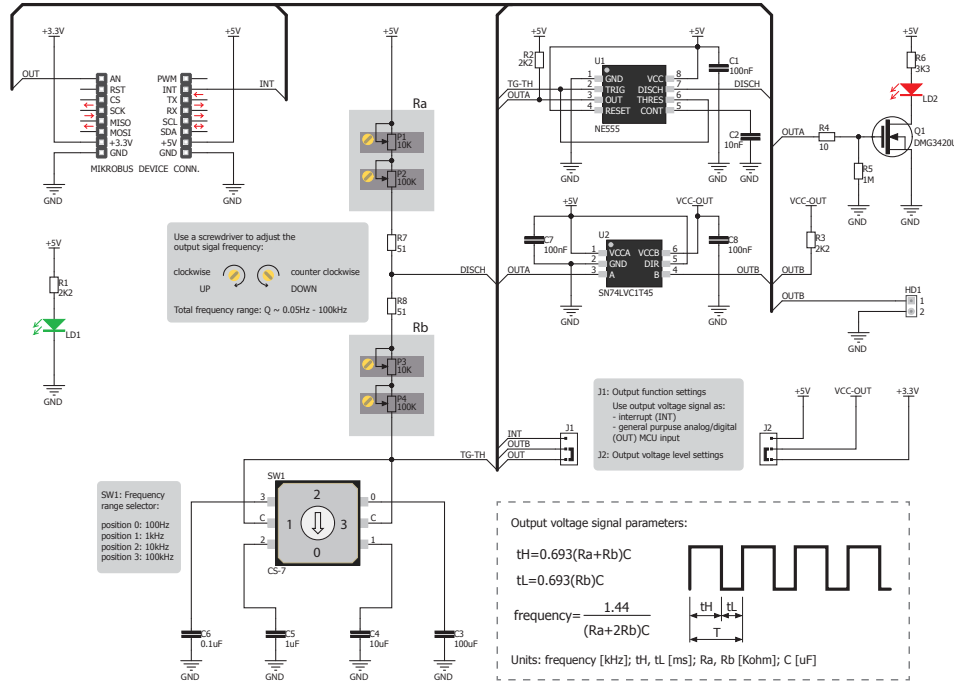 +3.3V
+5V
OUT
AN
RST
CS
SCK
MISO
MOSI
+3.3V
GND
PWM
INT
TX
RX
SCL
SDA
+5V
GND
INT
MIKROBUS DEVICE CONN.
GND
GND
+5V
R1
2K2
LD1
GND
Use a screwdriver to adjust the
output sigal frequency:
clockwise
UP
counter clockwise
DOWN
Total frequency range: Q ~ 0.05Hz - 100kHz
+5V
Ra
P1
10K
P2
100K
R7
51
DISCH
R8
51
Rb
P3
10K
P4
100K
TG-TH
+5V
R2
2K2
TG-TH
OUTA
+5V
U1
1 GND
2 TRIG
3 OUT
4 RESET
VCC 8
DISCH 7
THRES 6
CONT 5
NE555
+5V
C1
100nF
DISCH
C2
10nF
GND
GND
GND
+5V
C7
100nF
U2
1 VCCA
2 GND
3 A
VCCB 6
DIR 5
B 4
SN74LVC1T45
VCC-OUT
C8
100nF
OUTA
OUTB
GND
GND
GND
+5V
R6
3K3
LD2
OUTA
R4
10
Q1
DMG3420U
R5
1M
GND
GND
VCC-OUT
R3
2K2
OUTB
OUTB
HD1
1
2
GND
J1: Output function settings
Use output voltage signal as:
- interrupt (INT)
- general purpuse analog/digital
(OUT) MCU input
J2: Output voltage level settings
INT
OUTB
OUT
J1
+5V
VCC-OUT
+3.3V
J2
SW1: Frequency
range selector:
position 0: 100Hz
position 1: 1kHz
position 2: 10kHz
position 3: 100kHz
SW1
3
C
2
2
1
3
0
0
C
1
CS-7
C6
0.1uF
C5
1uF
C4
10uF
C3
100uF
GND
GND
GND
GND
Output voltage signal parameters:
tH=0.693(Ra+Rb)C
tL=0.693(Rb)C
frequency= 1.44
(Ra+2Rb)C
tH
tL
T
Units: frequency [kHz]; tH, tL [ms]; Ra, Rb [Kohm]; C [uF]